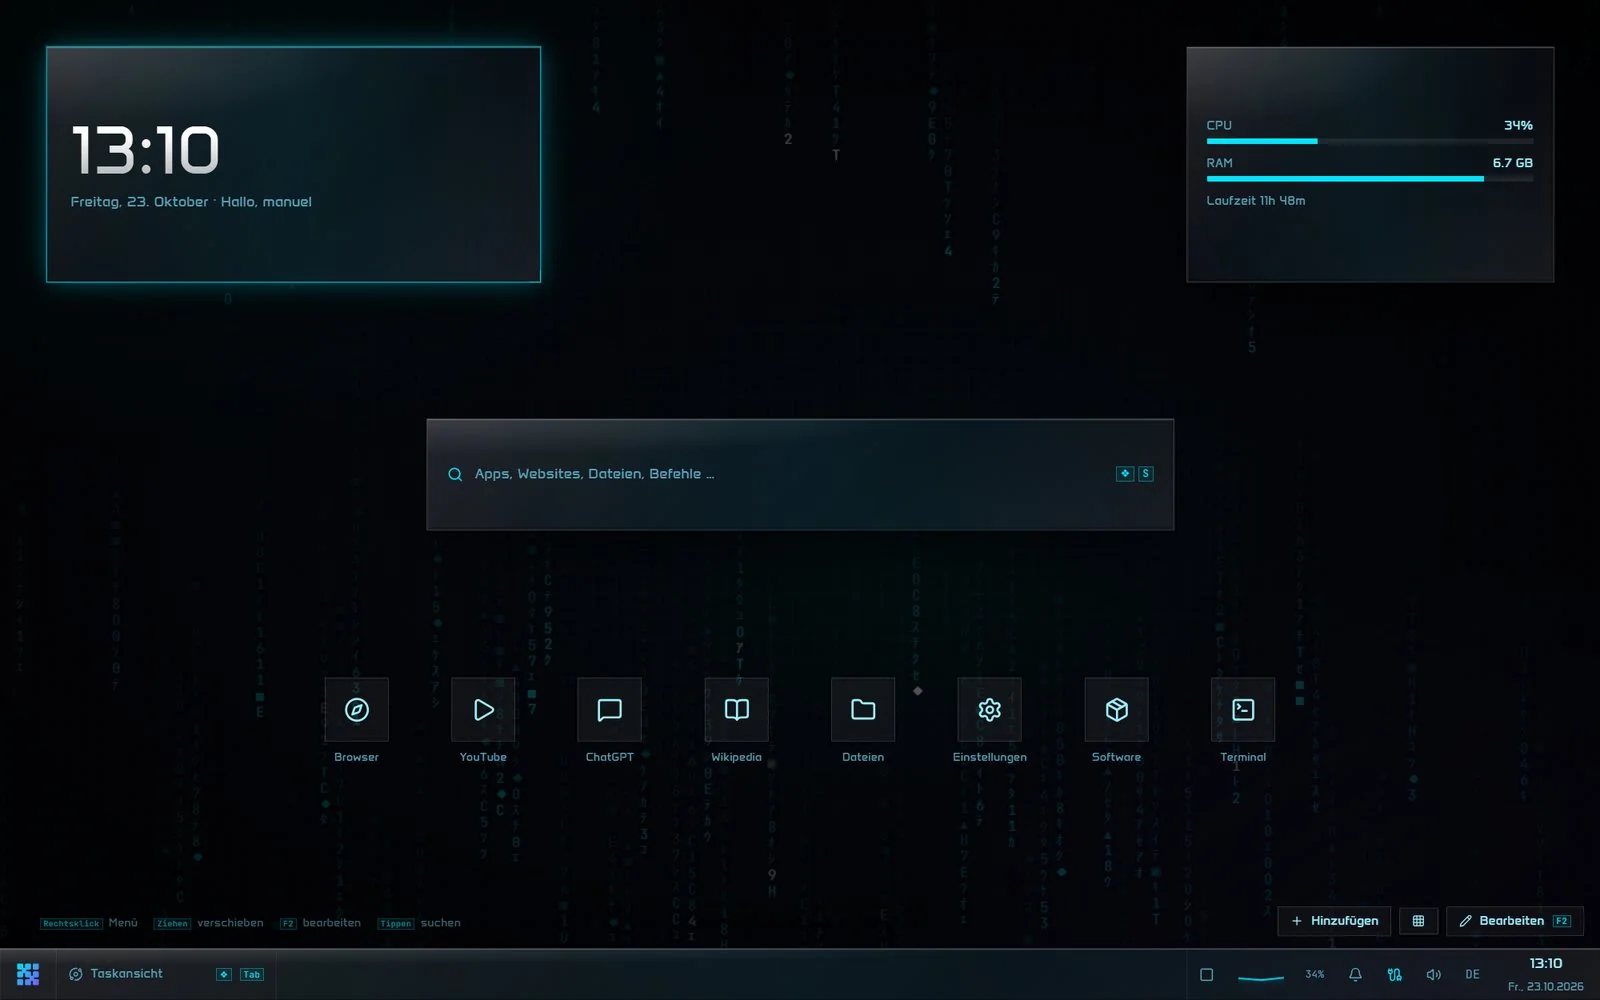 13:10
Freitag, 23. Oktober · Hallo, manuel
CPU 34%
RAM 6.7 GB
Laufzeit 11h 48m
Apps, Websites, Dateien, Befehle ...
S
Browser
YouTube
ChatGPT
Wikipedia
Dateien
Einstellungen
Software
Terminal
Rechtsklick Menü Ziehen verschieben F2 bearbeiten Tippen suchen
+ Hinzufügen
Bearbeiten F2
Taskansicht Tab
34%
DE
13:10
Fr., 23.10.2026